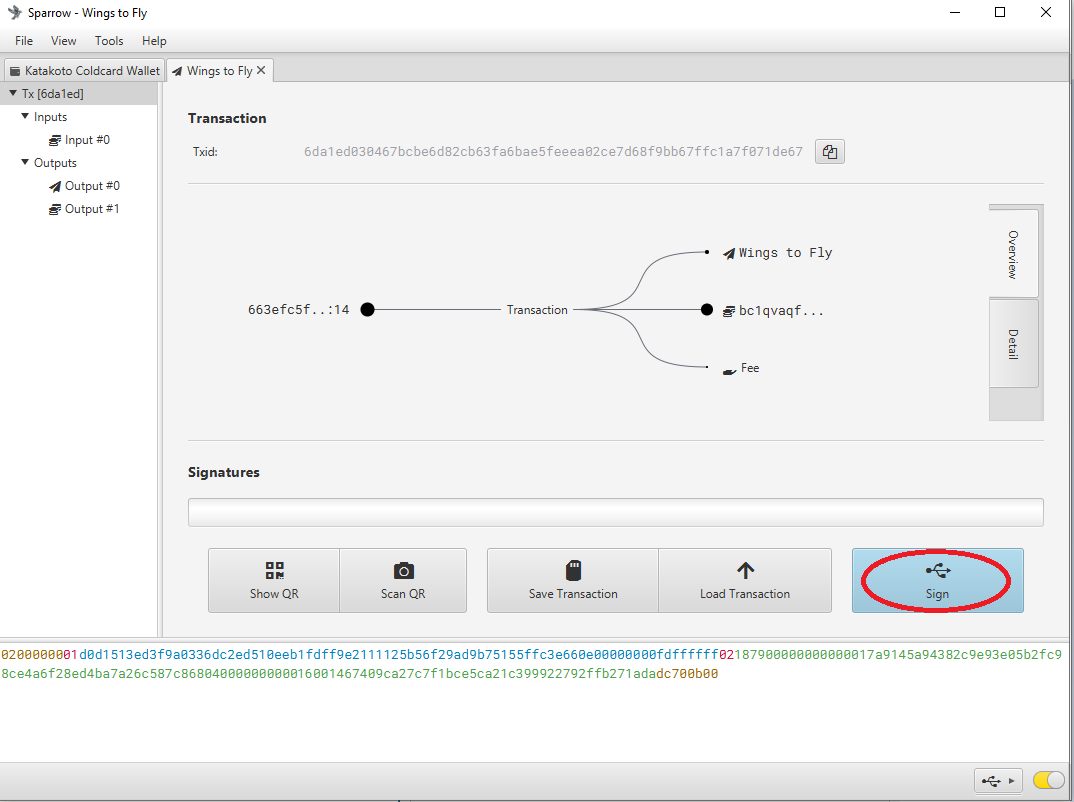 Sparrow - Wings to Fly
File View Tools Help
Katakoto Coldcard Wallet Wings to Fly
Tx [6da1ed]
Inputs
Input #0
Outputs
Output #0
Output #1
Transaction
Txid: 6da1ed030467bcbe6d82cb63fa6bae5feeea02ce7d68f9bb67ffc1a7f071de67
663efc5f..:14
Transaction
Wings to Fly
bc1qvaqf...
Fee
Overview
Detail
Signatures
Show QR
Scan QR
Save Transaction
Load Transaction
Sign
0200000001d0d1513ed3f9a0336dc2ed510eeb1fdff9e2111125b56f29ad9b75155ffc3e660e00000000fdffffff02187900000000000017a9145a94382c9e93e05b2fc9
8ce4a6f28ed4ba7a26c587c86804000000000016001467409ca27c7f1bce5ca21c399922792ffb271adadc700b00